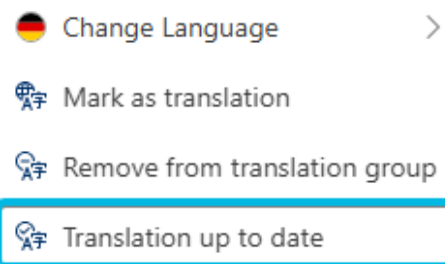 Change Language
Mark as translation
Remove from translation group
Translation up to date